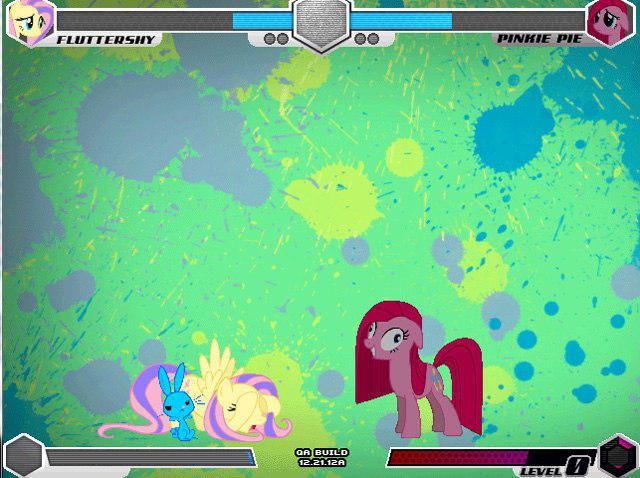 FLUTTERSHY
PINKIE PIE
QA BUILD
12.21.12A
LEVEL 0